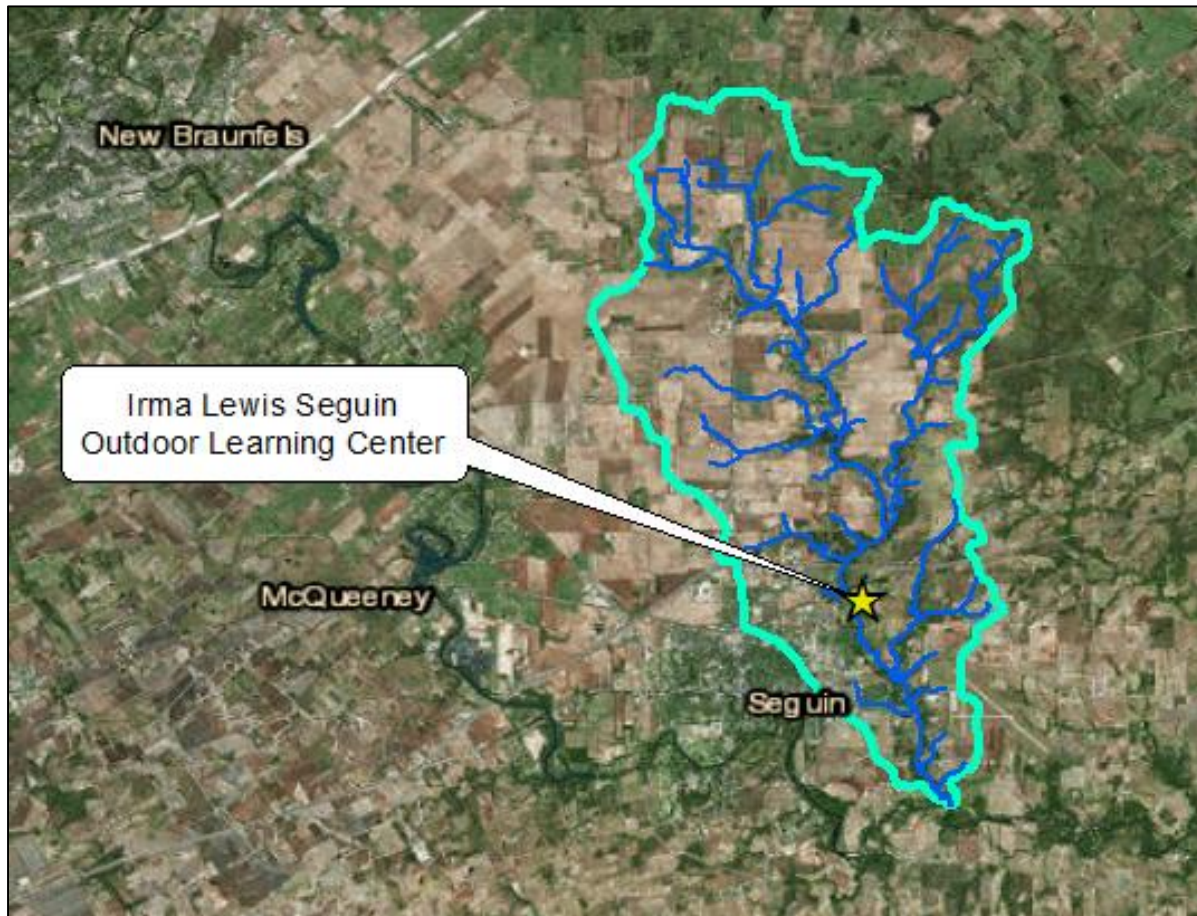 New Braunfels
Irma Lewis Seguin
Outdoor Learning Center
McQueeney
Seguin